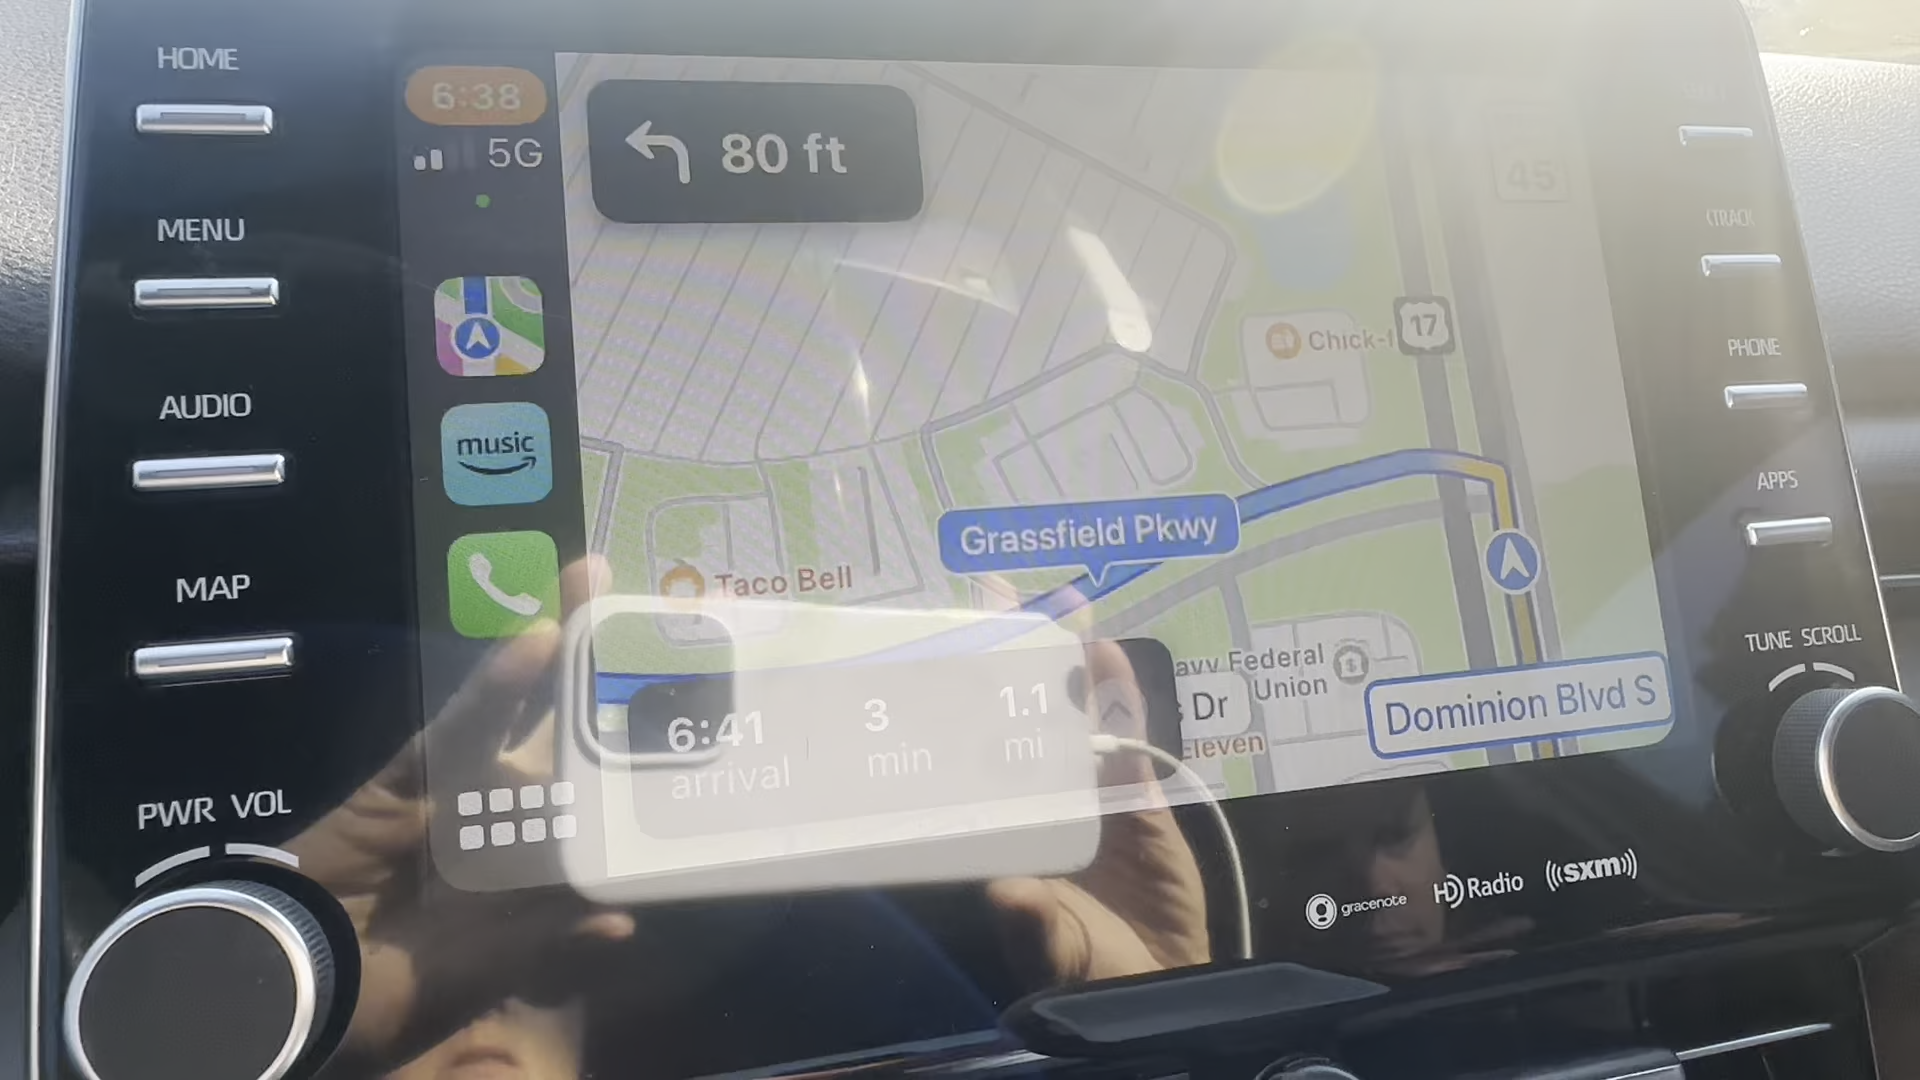 HOME
MENU
AUDIO
MAP
PWR VOL
6:38
5G
music
80 ft
45
17
Chick-f
Grassfield Pkwy
Taco Bell
avy Federal
Union
Dr
Eleven
Dominion Blvd S
6:41 3 1.1
arrival min mi
TRACK
PHONE
APPS
TUNE SCROLL
gracenote
HD Radio
((sxm))